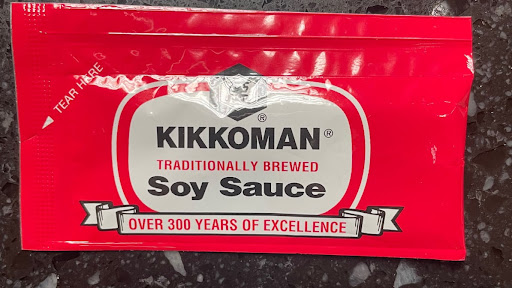 TEAR HERE
®
KIKKOMAN®
TRADITIONALLY BREWED
Soy Sauce
OVER 300 YEARS OF EXCELLENCE